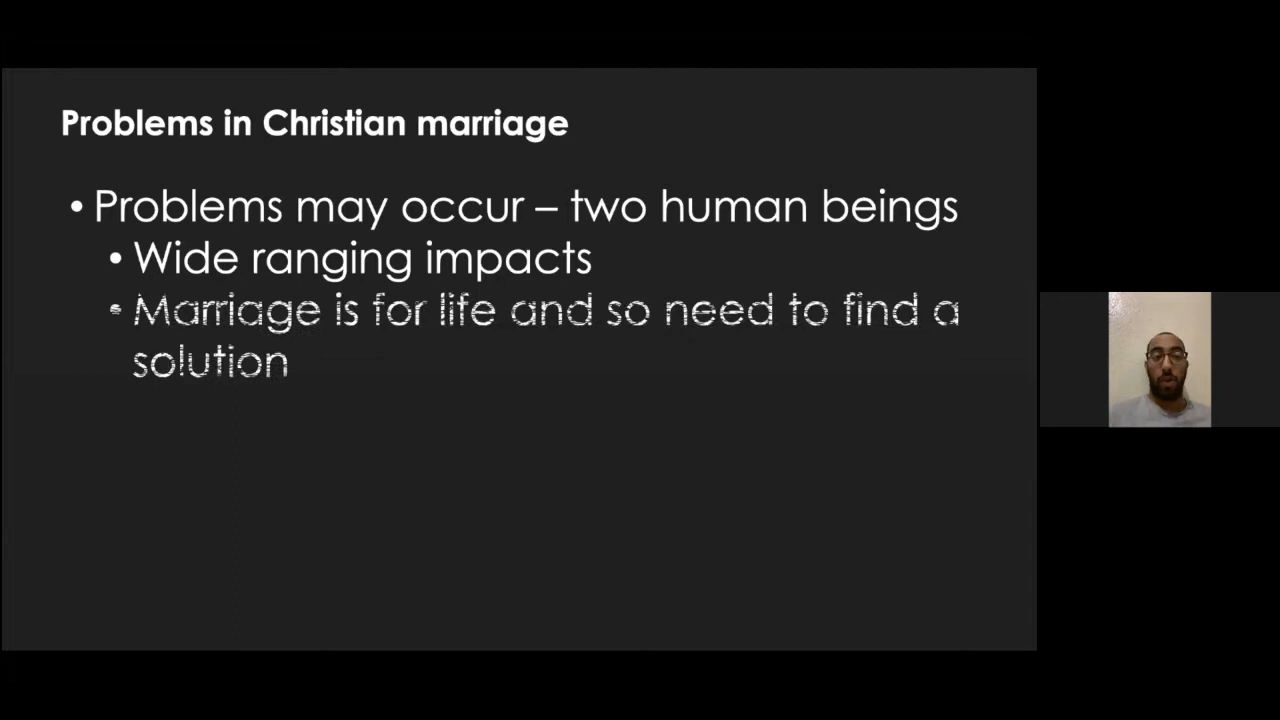 Problems in Christian marriage
• Problems may occur – two human beings
• Wide ranging impacts
• Marriage is for life and so need to find a
solution